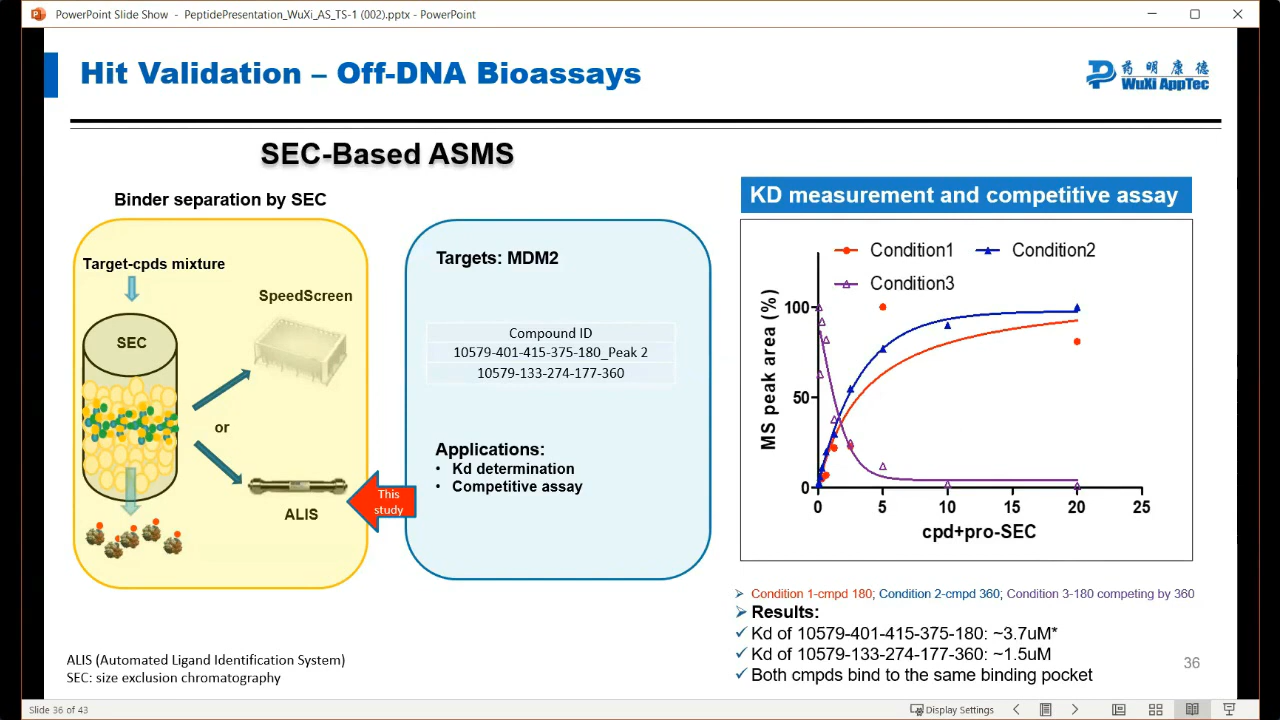 PowerPoint Slide Show - PeptidePresentation_WuXi_AS_TS-1 (002).pptx - PowerPoint
Hit Validation – Off-DNA Bioassays
药明康德
WuXi AppTec
SEC-Based ASMS
Binder separation by SEC
Target-cpds mixture
SEC
SpeedScreen
or
ALIS
This
study
Targets: MDM2
Compound ID
10579-401-415-375-180_Peak 2
10579-133-274-177-360
Applications:
• Kd determination
• Competitive assay
KD measurement and competitive assay
Condition1
Condition2
Condition3
MS peak area (%)
100
50
0
0 5 10 15 20 25
cpd+pro-SEC
➢ Condition 1-cmpd 180; Condition 2-cmpd 360; Condition 3-180 competing by 360
➢ Results:
✓ Kd of 10579-401-415-375-180: ~3.7uM*
✓ Kd of 10579-133-274-177-360: ~1.5uM
✓ Both cmpds bind to the same binding pocket
ALIS (Automated Ligand Identification System)
SEC: size exclusion chromatography
36
Slide 36 of 43
Display Settings